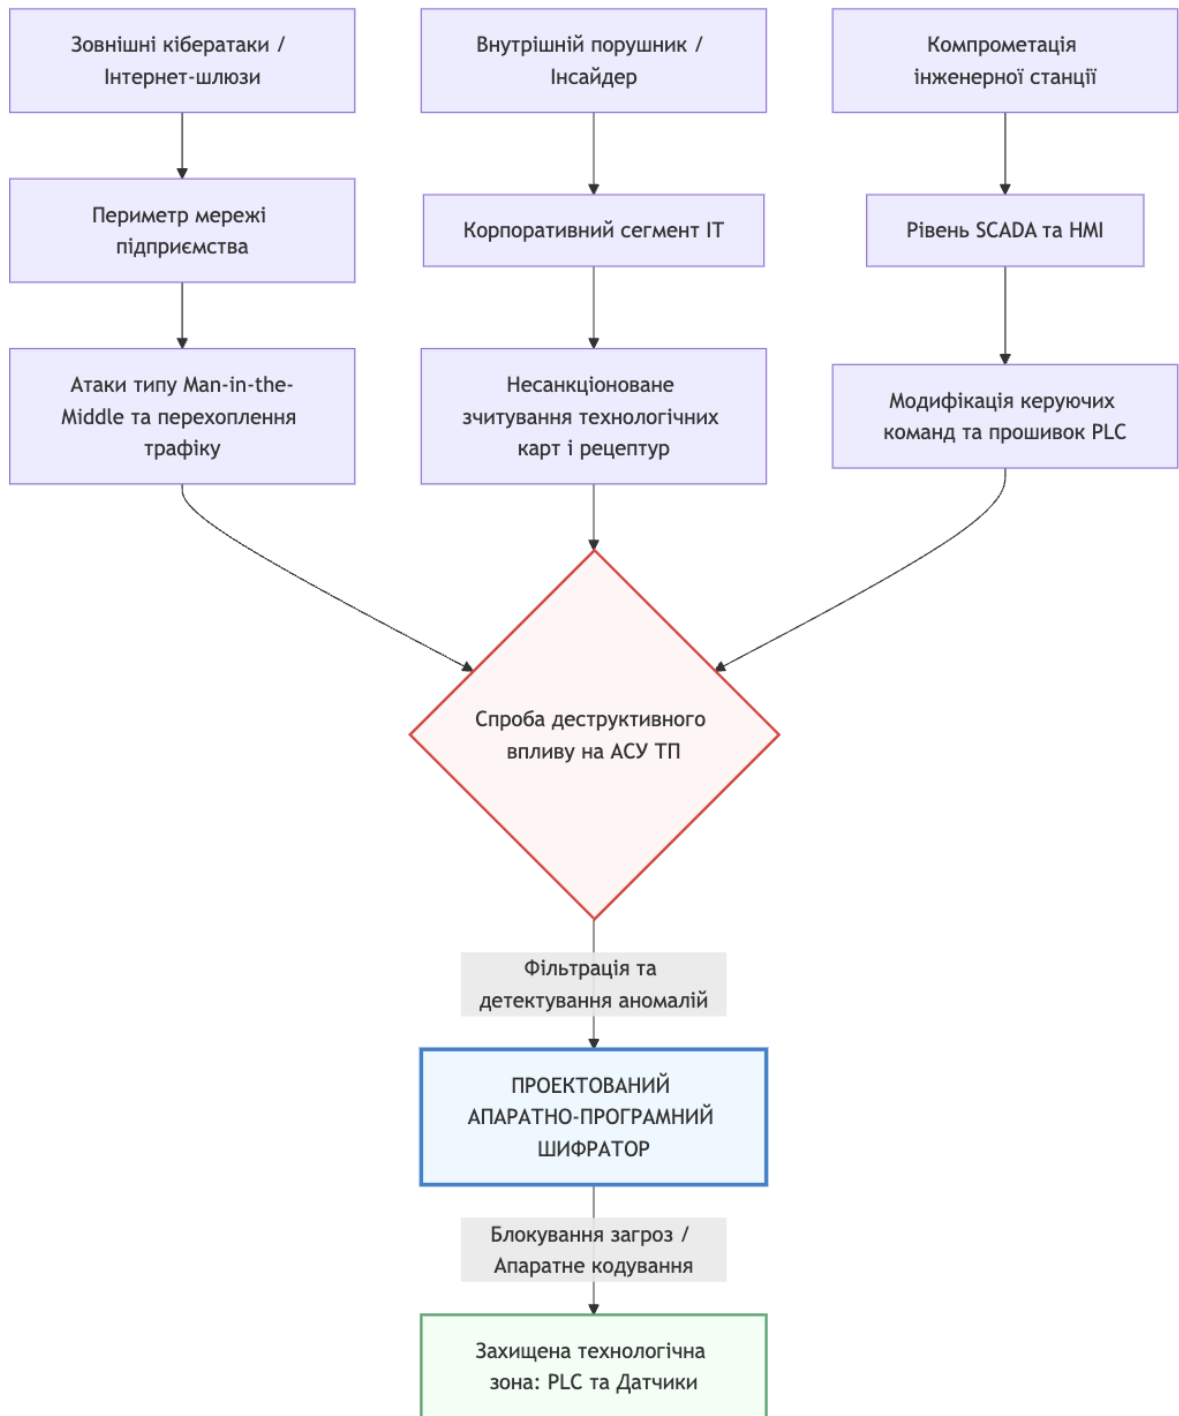 Зовнішні кібератаки /
Інтернет-шлюзи
Внутрішній порушник /
Інсайдер
Компрометація
інженерної станції
Периметр мережі
підприємства
Корпоративний сегмент ІТ
Рівень SCADA та HMI
Атаки типу Man-in-the-
Middle та перехоплення
трафіку
Несанкціоноване
зчитування технологічних
карт і рецептур
Модифікація керуючих
команд та прошивок PLC
Спроба деструктивного
впливу на АСУ ТП
Фільтрація та
детектування аномалій
ПРОЕКТОВАНИЙ
АПАРАТНО-ПРОГРАМНИЙ
ШИФРАТОР
Блокування загроз /
Апаратне кодування
Захищена технологічна
зона: PLC та Датчики